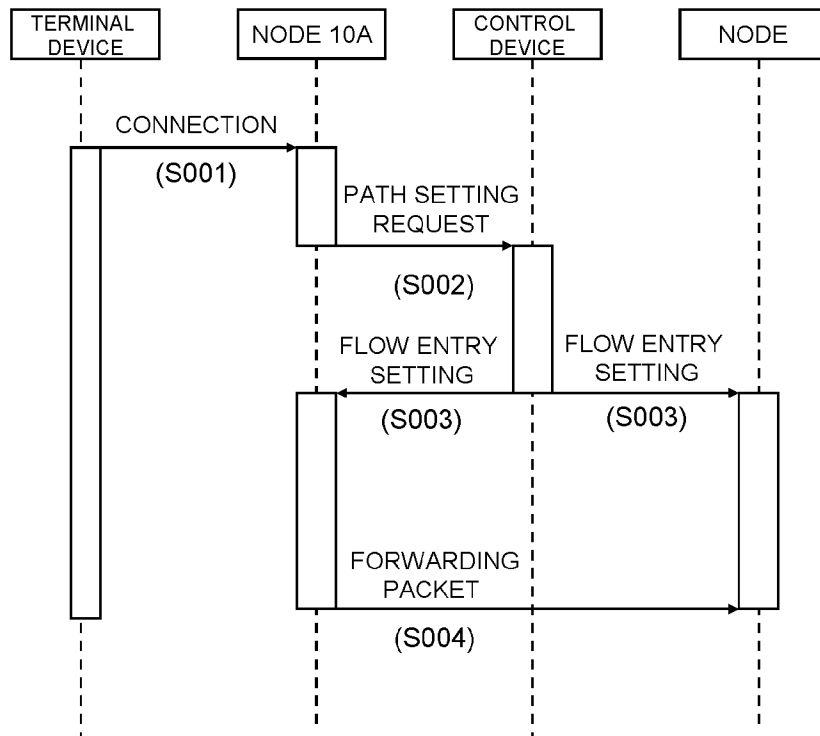 TERMINAL
DEVICE
NODE 10A
CONTROL
DEVICE
NODE
CONNECTION
(S001)
PATH SETTING
REQUEST
(S002)
FLOW ENTRY
SETTING
FLOW ENTRY
SETTING
(S003)
(S003)
FORWARDING
PACKET
(S004)